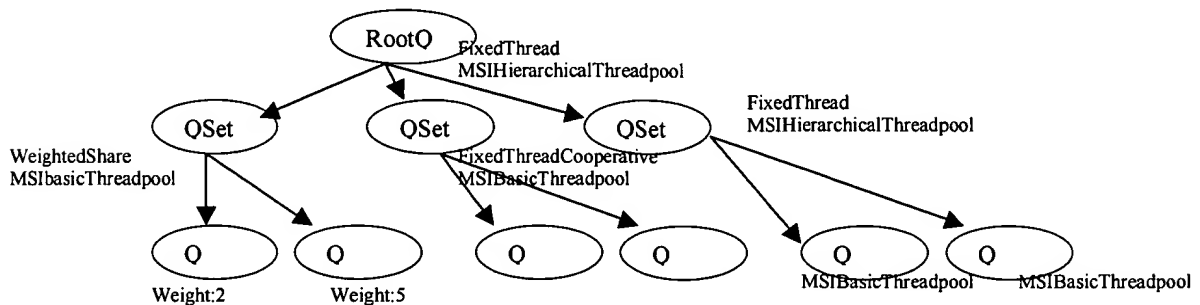 RootQ
FixedThread
MSIHierarchicalThreadpool
QSet
QSet
QSet
FixedThread
MSIHierarchicalThreadpool
WeightedShare
MSIbasicThreadpool
FixedThreadCooperative
MSIBasicThreadpool
Q
Q
Q
Q
Q
Q
Weight:2
Weight:5
MSIBasicThreadpool
MSIBasicThreadpool